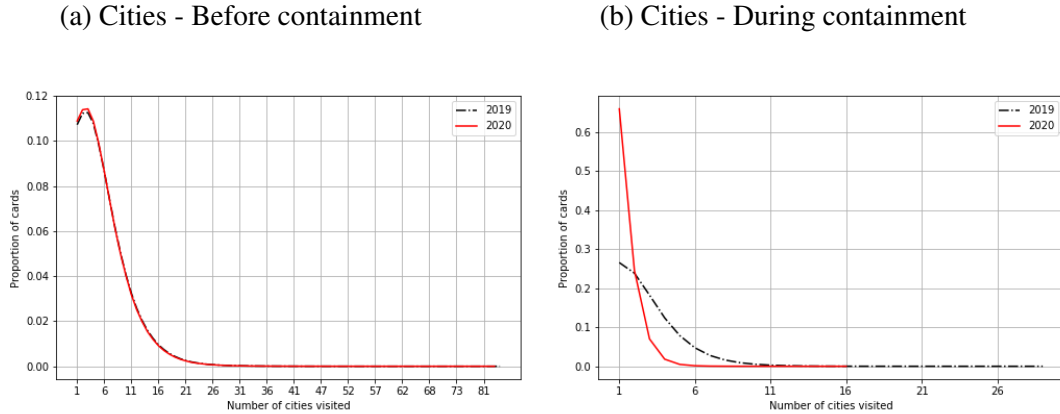 (a) Cities - Before containment
(b) Cities - During containment
0.12
0.10
0.08
0.06
0.04
0.02
0.00
Proportion of cards
2019
2020
1 6 11 16 21 26 31 36 41 47 52 57 62 68 73 81
Number of cities visited
0.6
0.5
0.4
0.3
0.2
0.1
0.0
Proportion of cards
2019
2020
1 6 11 16 21 26
Number of cities visited